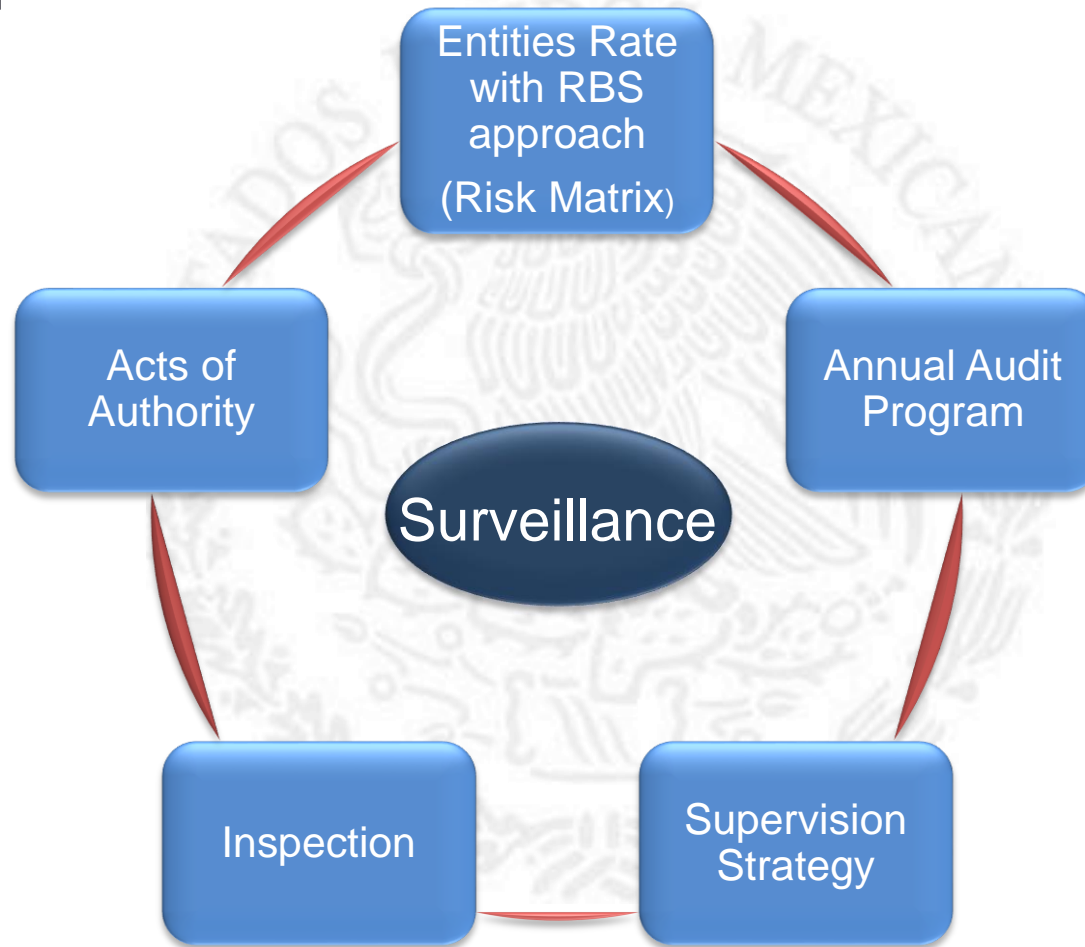 Entities Rate
with RBS
approach
(Risk Matrix)
Acts of
Authority
Annual Audit
Program
Surveillance
Inspection
Supervision
Strategy